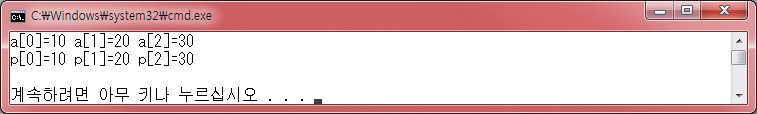 C:\Windows\system32\cmd.exe
a[0]=10 a[1]=20 a[2]=30
p[0]=10 p[1]=20 p[2]=30
계속하려면 아무 키나 누르십시오 . . .